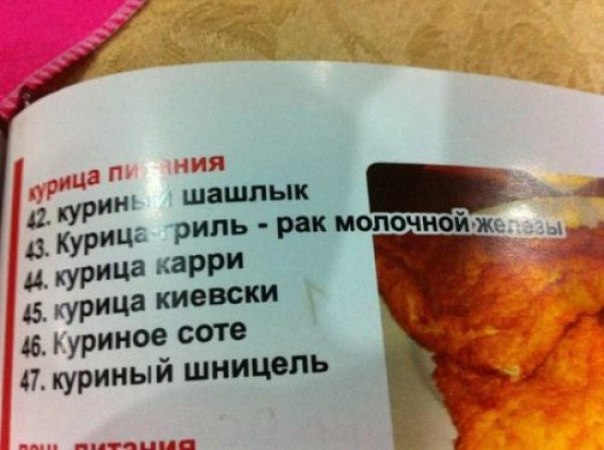 курица питания
42. куриный шашлык
43. Курица-гриль - рак молочной железы
44. курица карри
45. курица киевски
46. Куриное соте
47. куриный шницель
печь питания